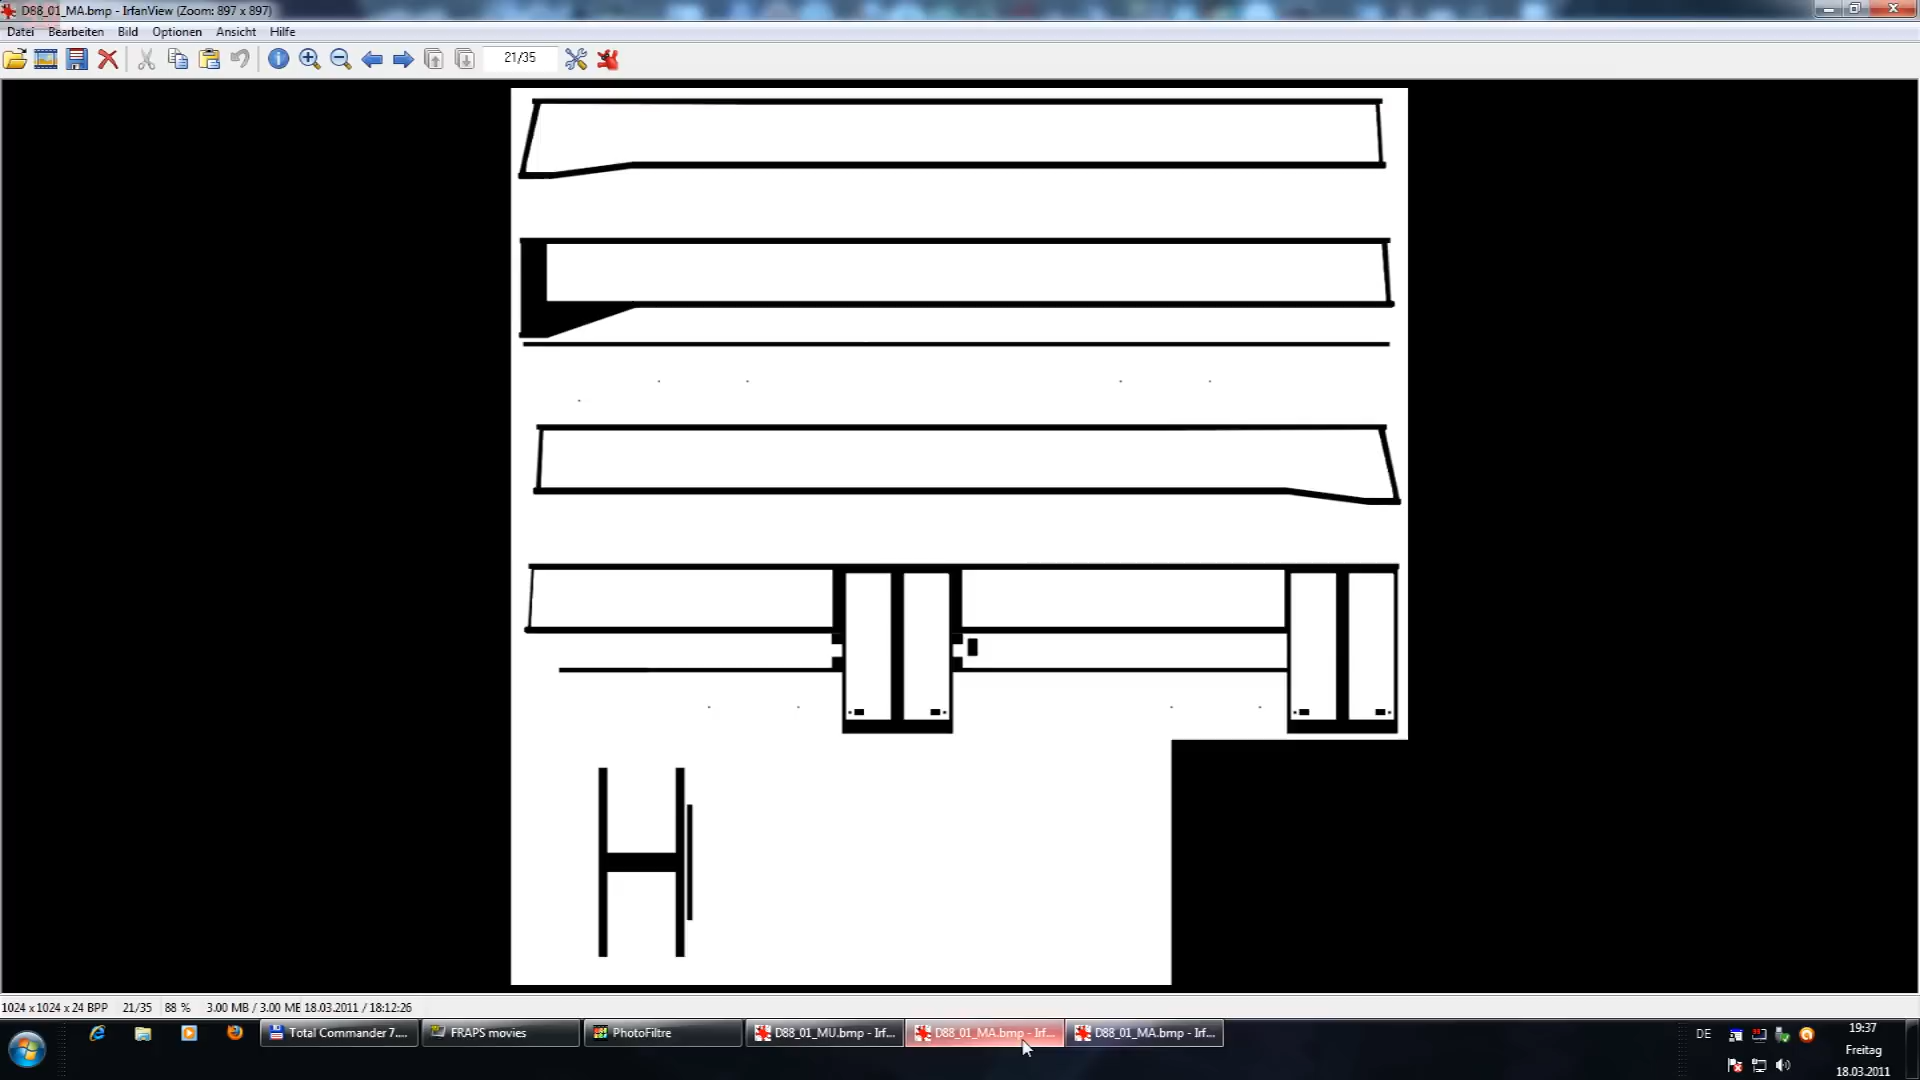 D88_01_MA.bmp - IrfanView (Zoom: 897 x 897)
Datei Bearbeiten Bild Optionen Ansicht Hilfe
21/35
1024 x 1024 x 24 BPP 21/35 88 % 3.00 MB / 3.00 ME 18.03.2011 / 18:12:26
Total Commander 7.... FRAPS movies PhotoFiltre D88_01_MU.bmp - Irf... D88_01_MA.bmp - Irf... D88_01_MA.bmp - Irf... DE 19:37
Freitag
18.03.2011